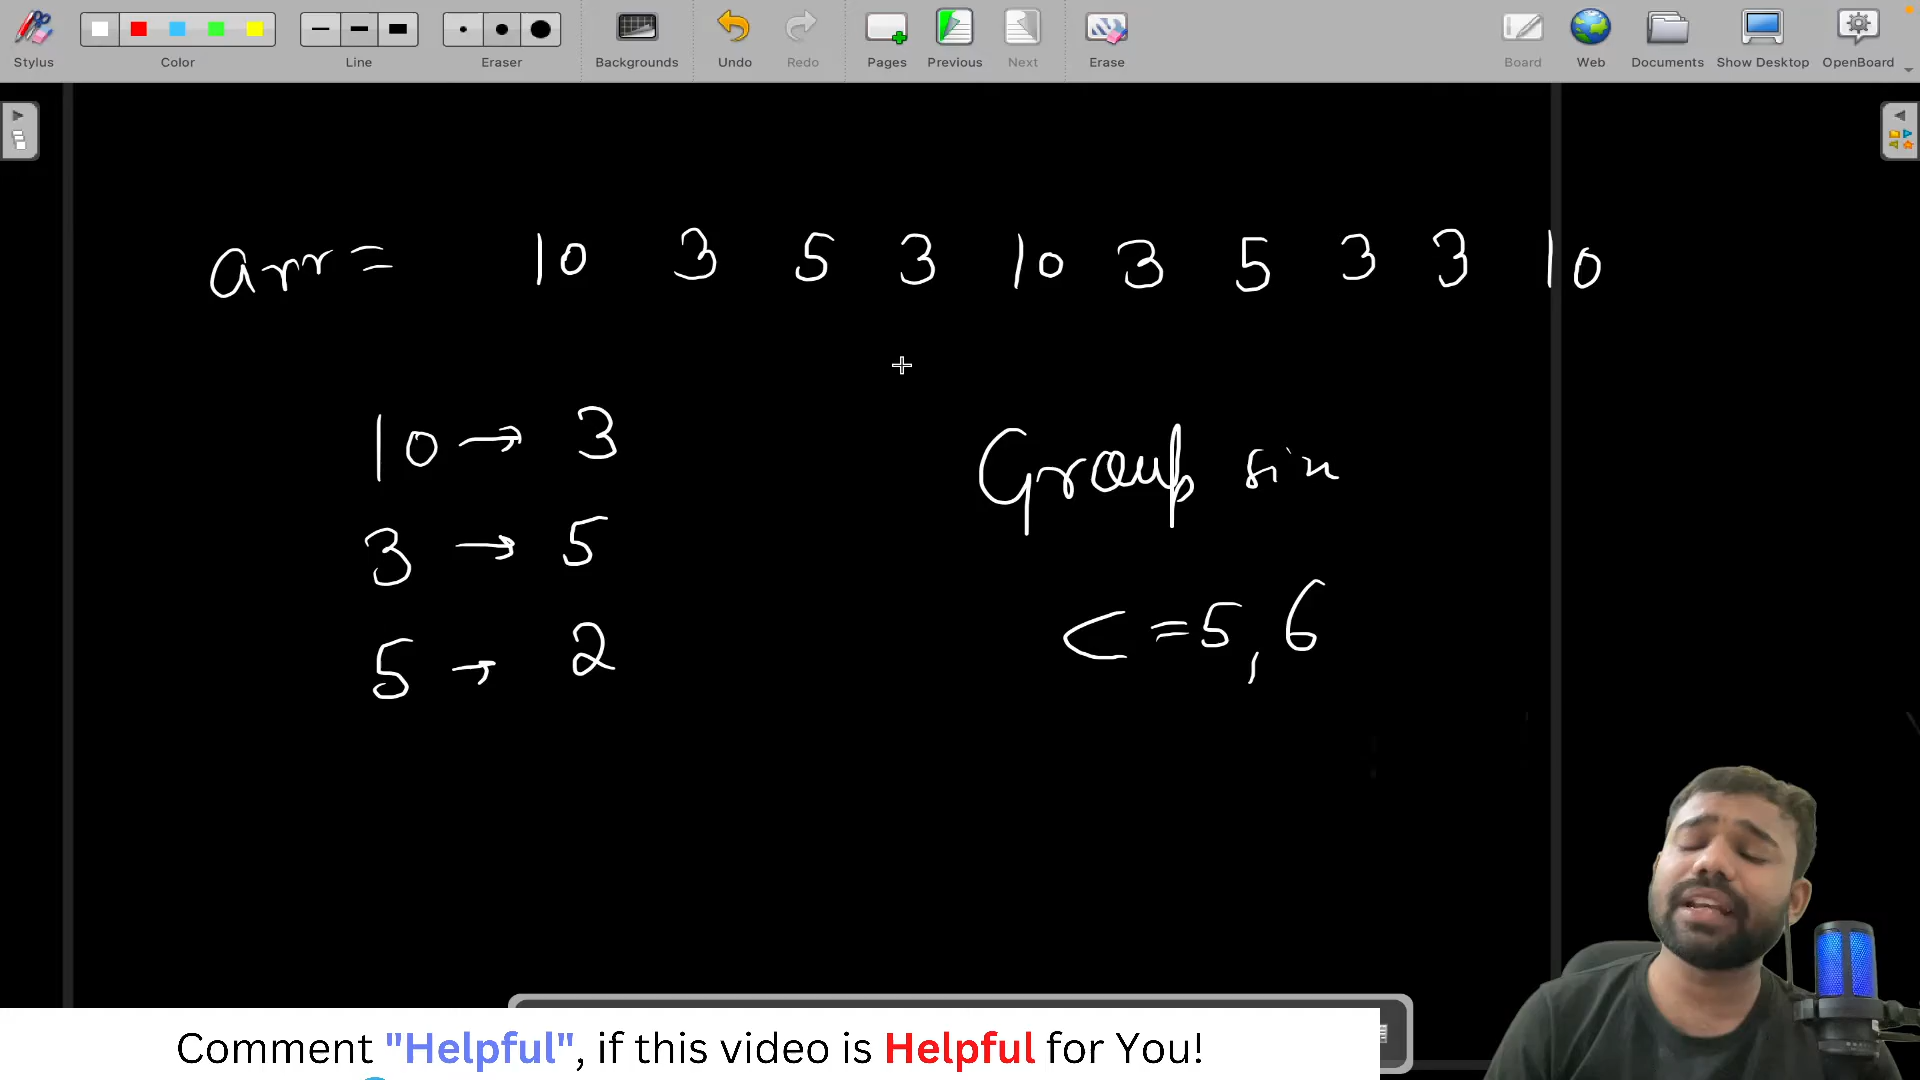 Stylus Color Line Eraser Backgrounds Undo Redo Pages Previous Next Erase Board Web Documents Show Desktop OpenBoard
arr = 10 3 5 3 10 3 5 3 3 10
10 → 3
3 → 5
5 → 2
Group
<=5, 6
Comment "Helpful", if this video is Helpful for You!